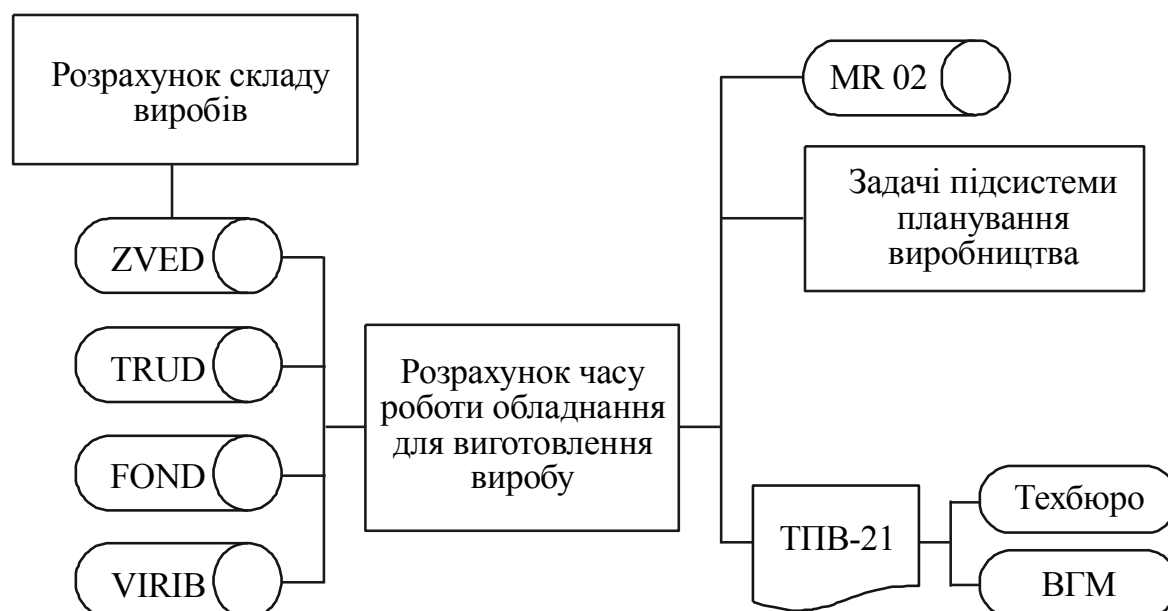 Розрахунок складу
виробів
ZVED
TRUD
FOND
VIRIB
Розрахунок часу
роботи обладнання
для виготовлення
виробу
MR 02
Задачі підсистеми
планування
виробництва
ТПВ-21
Техбюро
ВГМ